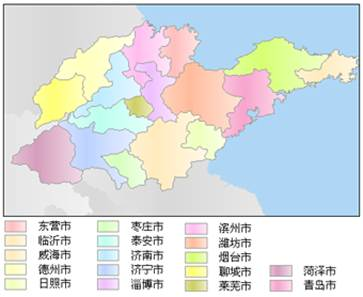 东营市 枣庄市 滨州市
临沂市 泰安市 潍坊市
威海市 济南市 烟台市
德州市 济宁市 聊城市 菏泽市
日照市 淄博市 莱芜市 青岛市